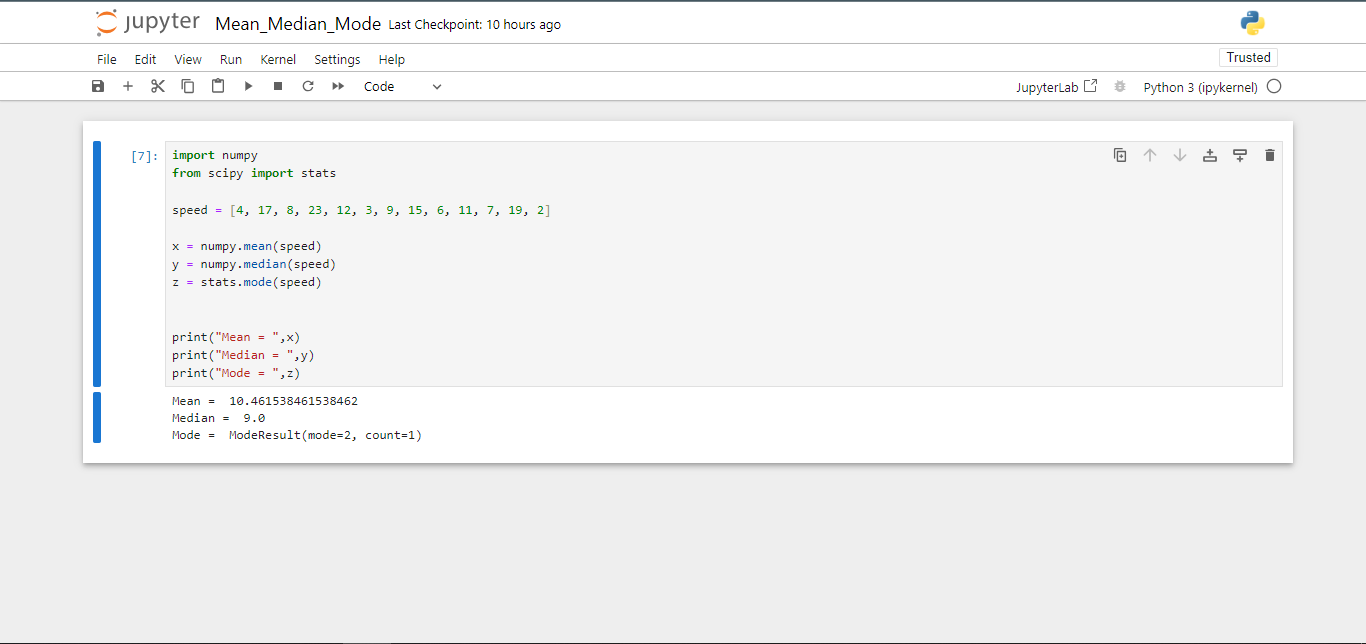 jupyter Mean_Median_Mode Last Checkpoint: 10 hours ago
File Edit View Run Kernel Settings Help Trusted
Code JupyterLab Python 3 (ipykernel)
[7]: import numpy
from scipy import stats
speed = [4, 17, 8, 23, 12, 3, 9, 15, 6, 11, 7, 19, 2]
x = numpy.mean(speed)
y = numpy.median(speed)
z = stats.mode(speed)
print("Mean = ",x)
print("Median = ",y)
print("Mode = ",z)
Mean =  10.461538461538462
Median =  9.0
Mode =  ModeResult(mode=2, count=1)